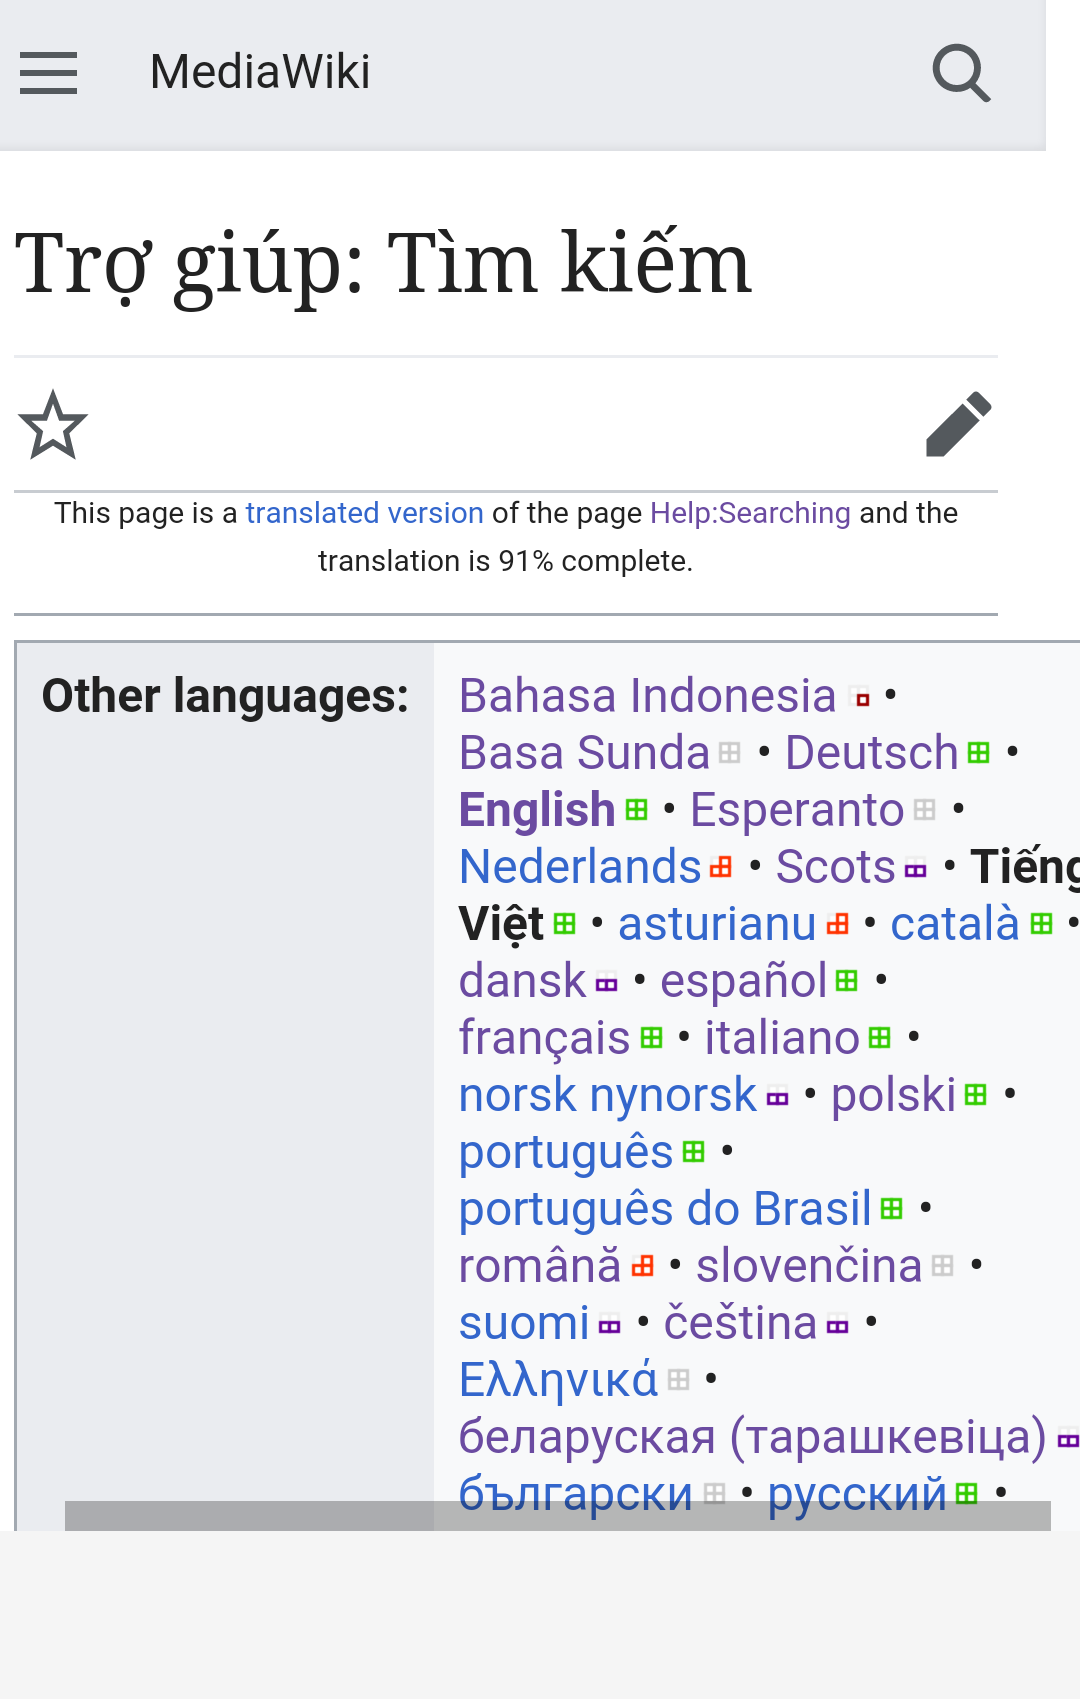 MediaWiki
Trợ giúp: Tìm kiếm
This page is a translated version of the page Help:Searching and the
translation is 91% complete.
Other languages:
Bahasa Indonesia •
Basa Sunda • Deutsch •
English • Esperanto •
Nederlands • Scots • Tiếng
Việt • asturianu • català •
dansk • español •
français • italiano •
norsk nynorsk • polski •
português •
português do Brasil •
română • slovenčina •
suomi • čeština •
Ελληνικά •
беларуская (тарашкевіца)
български • русский •